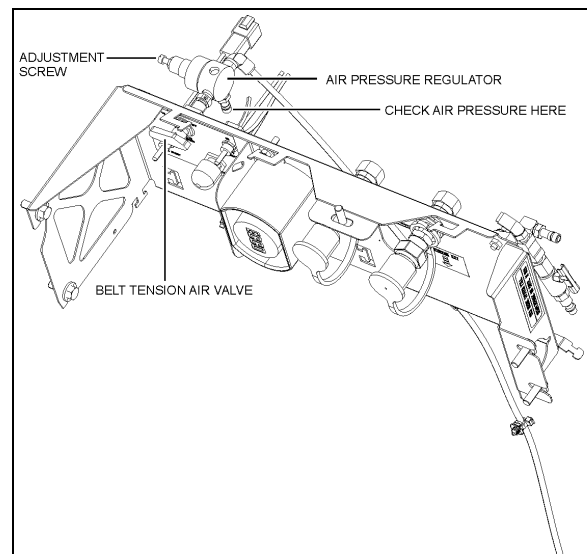 ADJUSTMENT
SCREW
AIR PRESSURE REGULATOR
CHECK AIR PRESSURE HERE
BELT TENSION AIR VALVE